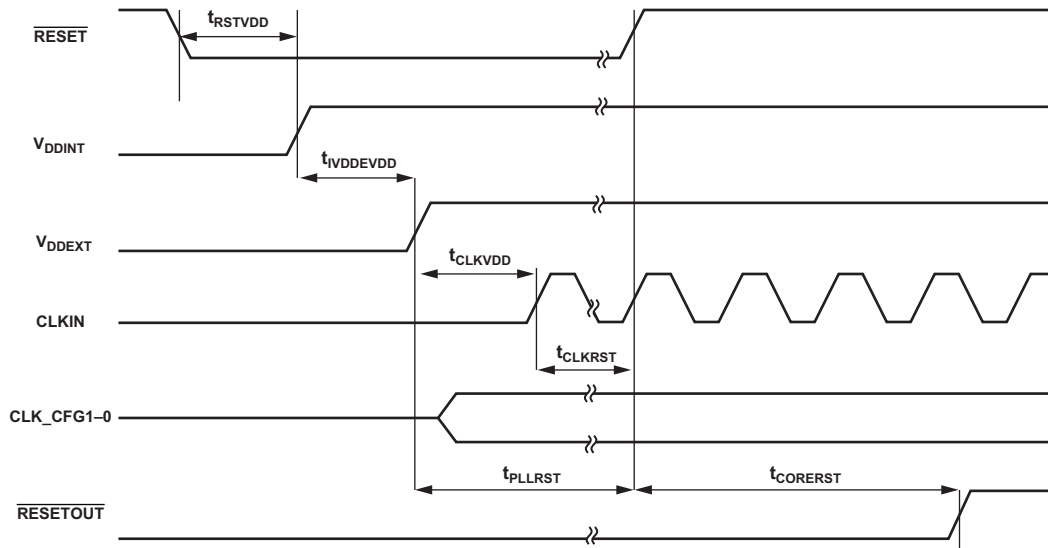 tRSTVDD
RESET
VDDINT
tIVDDEVDD
VDDEXT
tCLKVDD
CLKIN
tCLKRST
CLK_CFG1–0
tPLLRST
tCORERST
RESETOUT